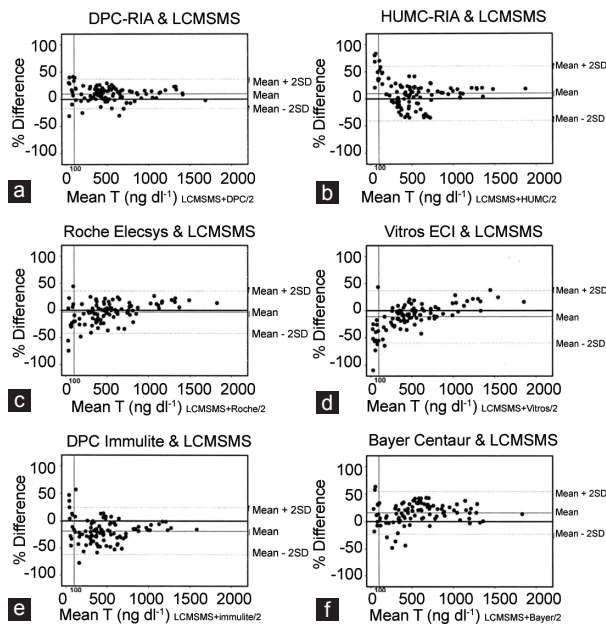 DPC-RIA & LCMSMS
100
50
0
-50
-100
% Difference
Mean + 2SD
Mean
Mean - 2SD
100
0 500 1000 1500 2000
Mean T (ng dl-1) LCMSMS+DPC/2
a
HUMC-RIA & LCMSMS
100
50
0
-50
-100
% Difference
Mean + 2SD
Mean
Mean - 2SD
100
0 500 1000 1500 2000
Mean T (ng dl-1) LCMSMS+HUMC/2
b
Roche Elecsys & LCMSMS
100
50
0
-50
-100
% Difference
Mean + 2SD
Mean
Mean - 2SD
100
0 500 1000 1500 2000
Mean T (ng dl-1) LCMSMS+Roche/2
c
Vitros ECI & LCMSMS
100
50
0
-50
-100
% Difference
Mean + 2SD
Mean
Mean - 2SD
100
0 500 1000 1500 2000
Mean T (ng dl-1) LCMSMS+Vitros/2
d
DPC Immulite & LCMSMS
100
50
0
-50
-100
% Difference
Mean + 2SD
Mean
Mean - 2SD
100
0 500 1000 1500 2000
Mean T (ng dl-1) LCMSMS+immulite/2
e
Bayer Centaur & LCMSMS
100
50
0
-50
-100
% Difference
Mean + 2SD
Mean
Mean - 2SD
100
0 500 1000 1500 2000
Mean T (ng dl-1) LCMSMS+Bayer/2
f